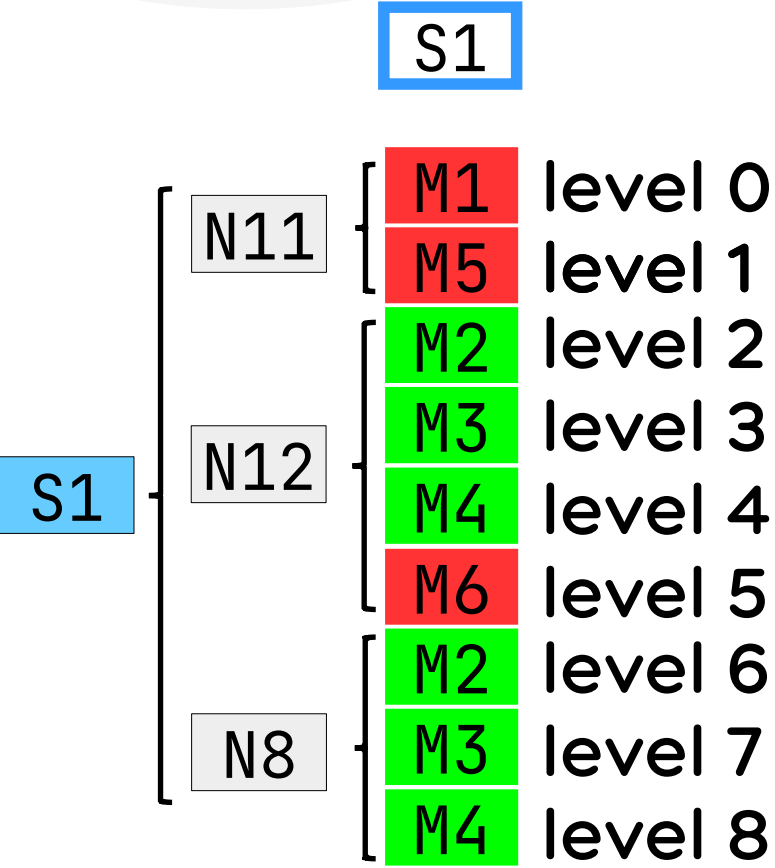 S1
M1 level 0
N11
M5 level 1
M2 level 2
M3 level 3
N12
M4 level 4
S1
M6 level 5
M2 level 6
N8
M3 level 7
M4 level 8